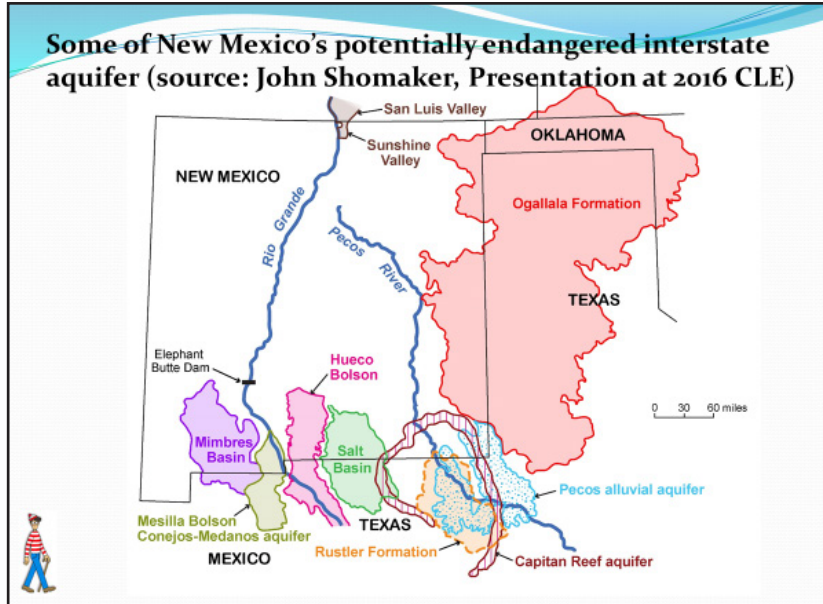 Some of New Mexico's potentially endangered interstate
aquifer (source: John Shomaker, Presentation at 2016 CLE)
San Luis Valley
Sunshine
Valley
OKLAHOMA
NEW MEXICO
Ogallala Formation
Rio Grande
Pecos River
TEXAS
Elephant
Butte Dam
Hueco
Bolson
0 30 60 miles
Mimbres
Basin
Salt
Basin
Pecos alluvial aquifer
Mesilla Bolson
Conejos-Medanos aquifer
TEXAS
MEXICO
Rustler Formation
Capitan Reef aquifer